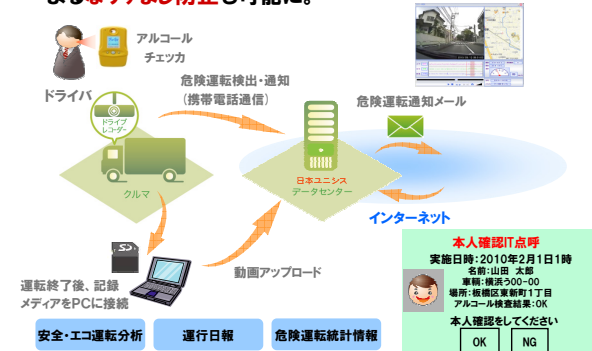 よるなりすまし防止も可能に。
アルコール
チェッカ
ドライバ
危険運転検出・通知
(携帯電話通信)
危険運転通知メール
ドライブ
レコーダー
クルマ
日本ユニシス
データセンター
インターネット
動画アップロード
運転終了後、記録
メディアをPCに接続
安全・エコ運転分析
運行日報
危険運転統計情報
本人確認IT点呼
実施日時:2010年2月1日1時
名前:山田 太郎
車輌:横浜う00-00
場所:板橋区東新町1丁目
アルコール検査結果:OK
本人確認をしてください
OK
NG